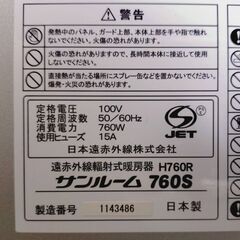 警告
発熱中のパネル、ガード上部、本体上部を手や指で触れないでください。
火傷の恐れがあります。
火傷の恐れがありますので、長時間本体に接近して使用しないでください。
直接熱が当たる場所にスプレー缶などを置かないでください。
火災の恐れがあります。
定格電圧 100V
定格周波数 50/60Hz
消費電力 760W
使用ヒューズ 15A
S
JET
日本遠赤外線株式会社
遠赤外線輻射式暖房器 H760R
サンルーム 760S
製造番号 1143486 日本製